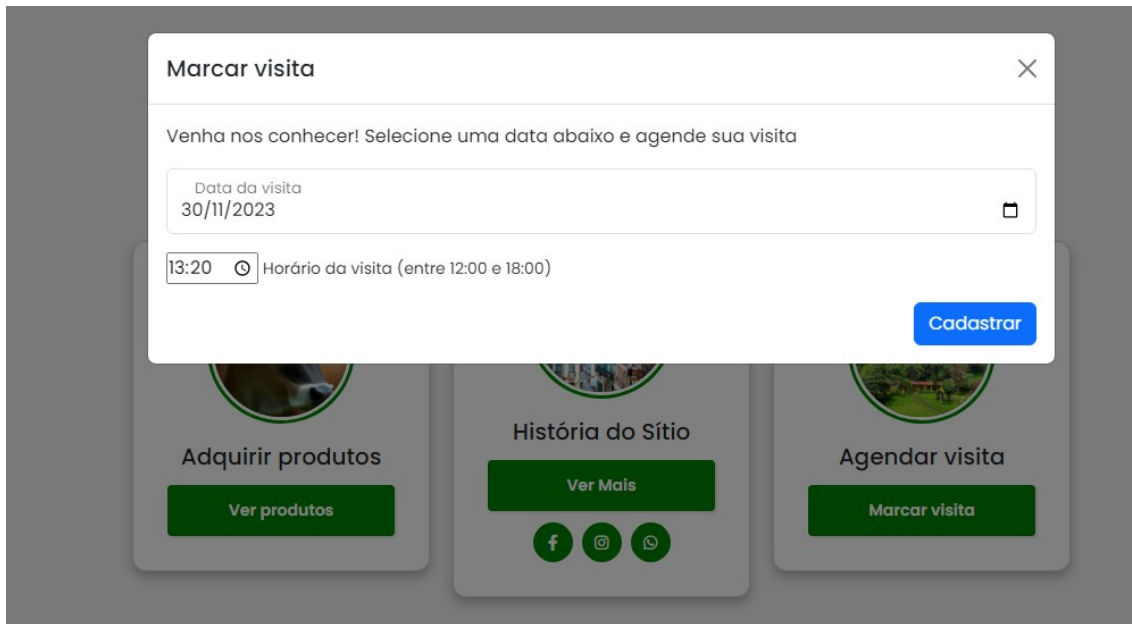 Marcar visita
Venha nos conhecer! Selecione uma data abaixo e agende sua visita
Data da visita
30/11/2023
13:20 Horário da visita (entre 12:00 e 18:00)
Cadastrar
Adquirir produtos
Ver produtos
História do Sítio
Ver Mais
Agendar visita
Marcar visita